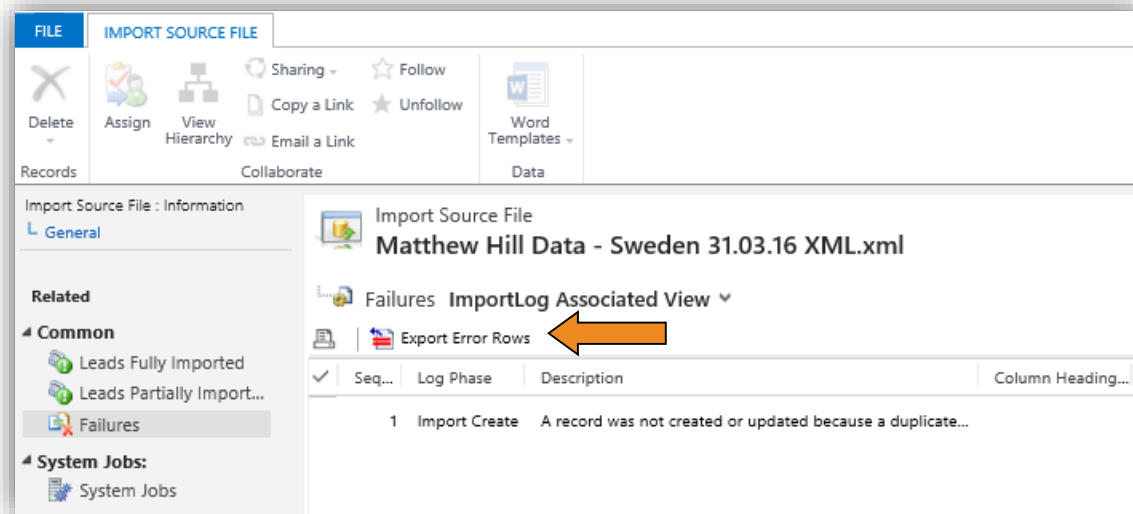 FILE IMPORT SOURCE FILE
Sharing Follow
Copy a Link Unfollow
Delete Assign View Hierarchy Email a Link Word Templates
Records Collaborate Data
Import Source File : Information
General
Import Source File
Matthew Hill Data - Sweden 31.03.16 XML.xml
Related
Failures ImportLog Associated View
Common
Export Error Rows
Leads Fully Imported
Seq... Log Phase Description Column Heading...
Leads Partially Import...
Failures
1 Import Create A record was not created or updated because a duplicate...
System Jobs:
System Jobs